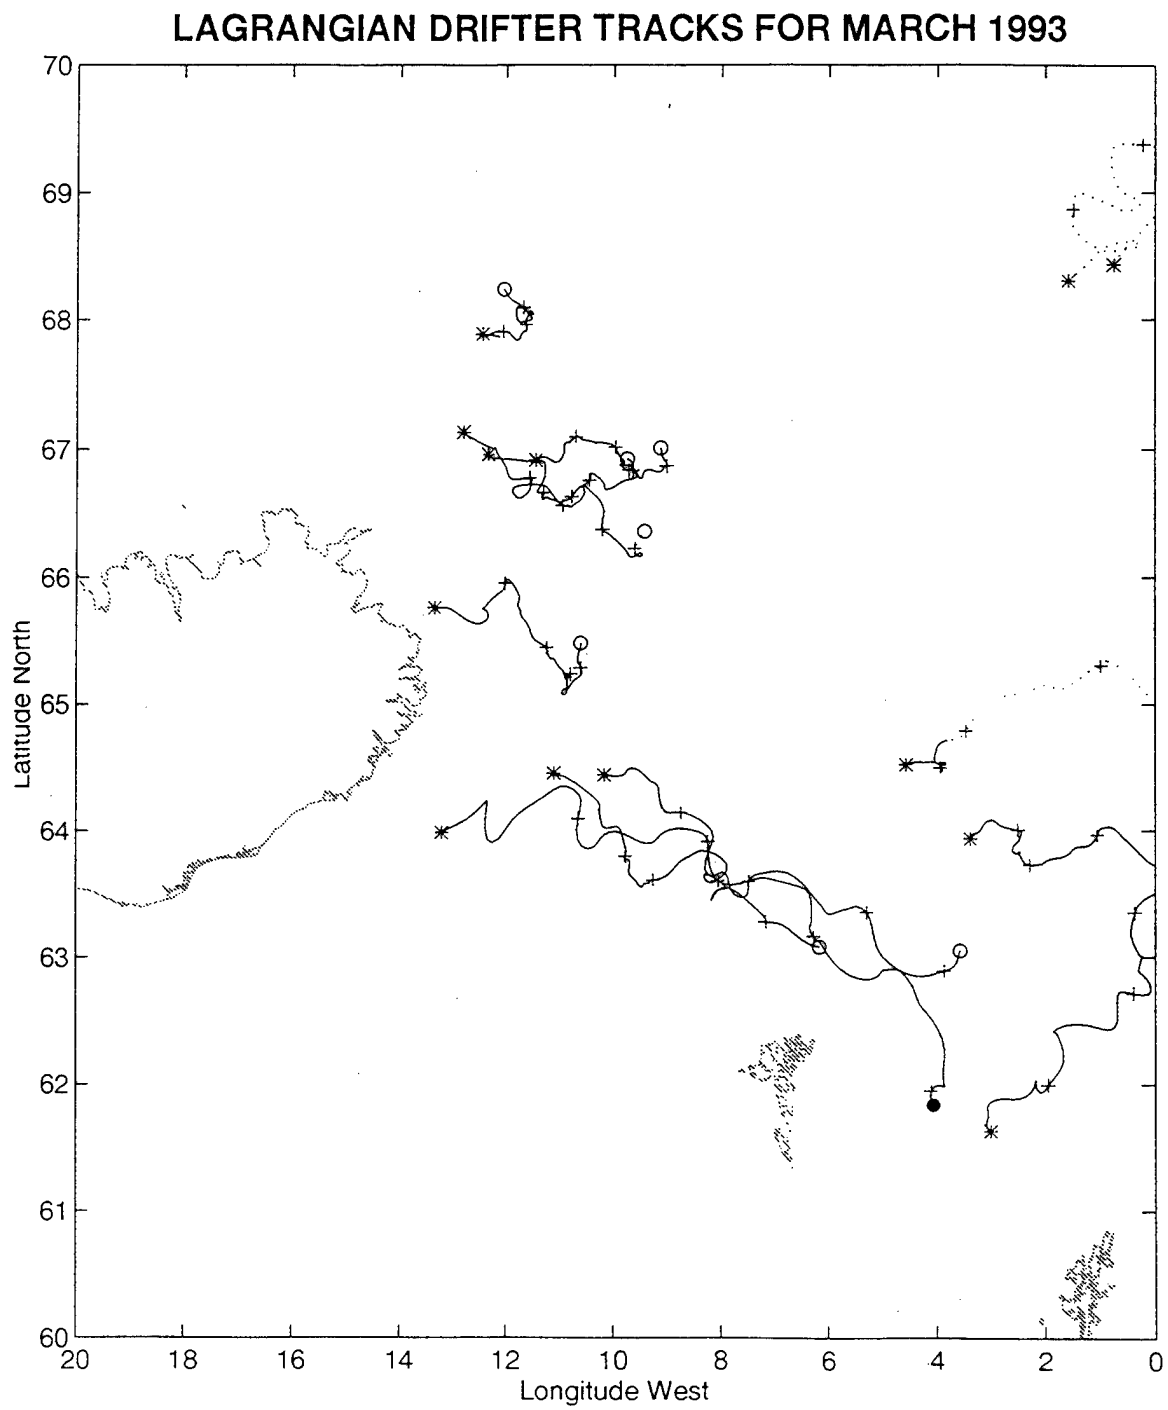 LAGRANGIAN DRIFTER TRACKS FOR MARCH 1993
70
69
68
67
66
65
64
63
62
61
60
Latitude North
20 18 16 14 12 10 8 6 4 2 0
Longitude West